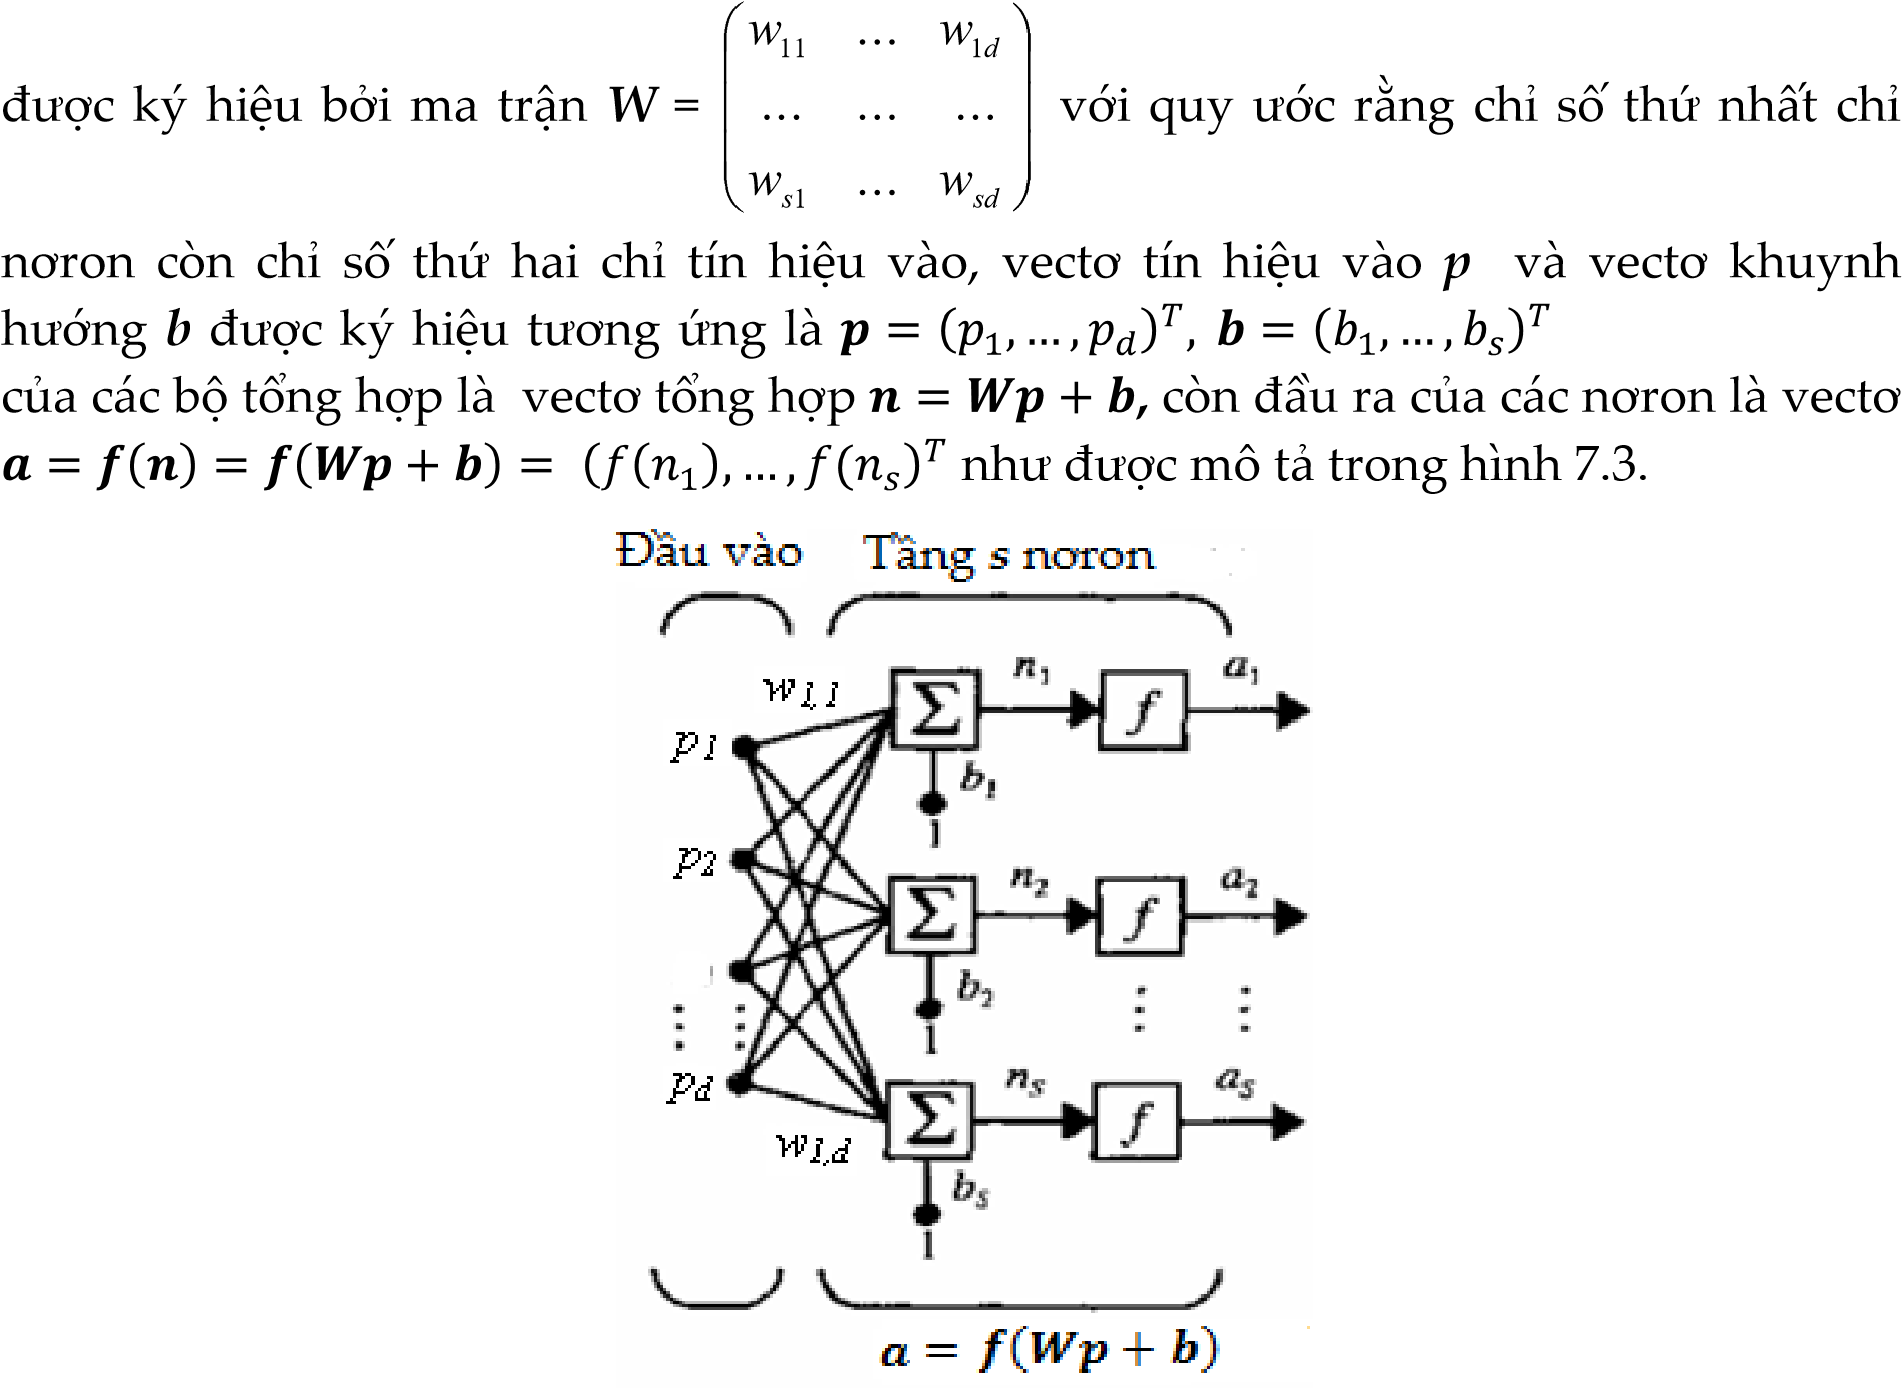 được ký hiệu bởi ma trận W = ( w11 … w1d
… … …
ws1 … wsd ) với quy ước rằng chỉ số thứ nhất chỉ
nơron còn chỉ số thứ hai chỉ tín hiệu vào, vectơ tín hiệu vào p và vectơ khuynh
hướng b được ký hiệu tương ứng là p = (p1, … , pd)^T, b = (b1, … , bs)^T
của các bộ tổng hợp là vectơ tổng hợp n = Wp + b, còn đầu ra của các nơron là vectơ
a = f(n) = f(Wp + b) = (f(n1), … , f(ns)^T như được mô tả trong hình 7.3.
Đầu vào Tầng s nơron
w1,1 Σ n1 f a1
p1
b1
1
p2 Σ n2 f a2
b2
1
⋮ ⋮ ⋮ ⋮
pd Σ nS f aS
w1,d
bS
1
a = f(Wp + b)